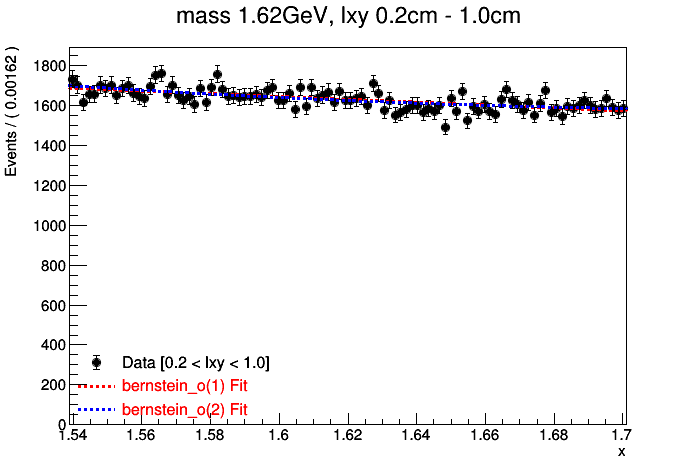 mass 1.62GeV, lxy 0.2cm - 1.0cm
Events / ( 0.00162 )
1800
1600
1400
1200
1000
800
600
400
200
0
Data [0.2 < lxy < 1.0]
bernstein_o(1) Fit
bernstein_o(2) Fit
1.54 1.56 1.58 1.6 1.62 1.64 1.66 1.68 1.7
x